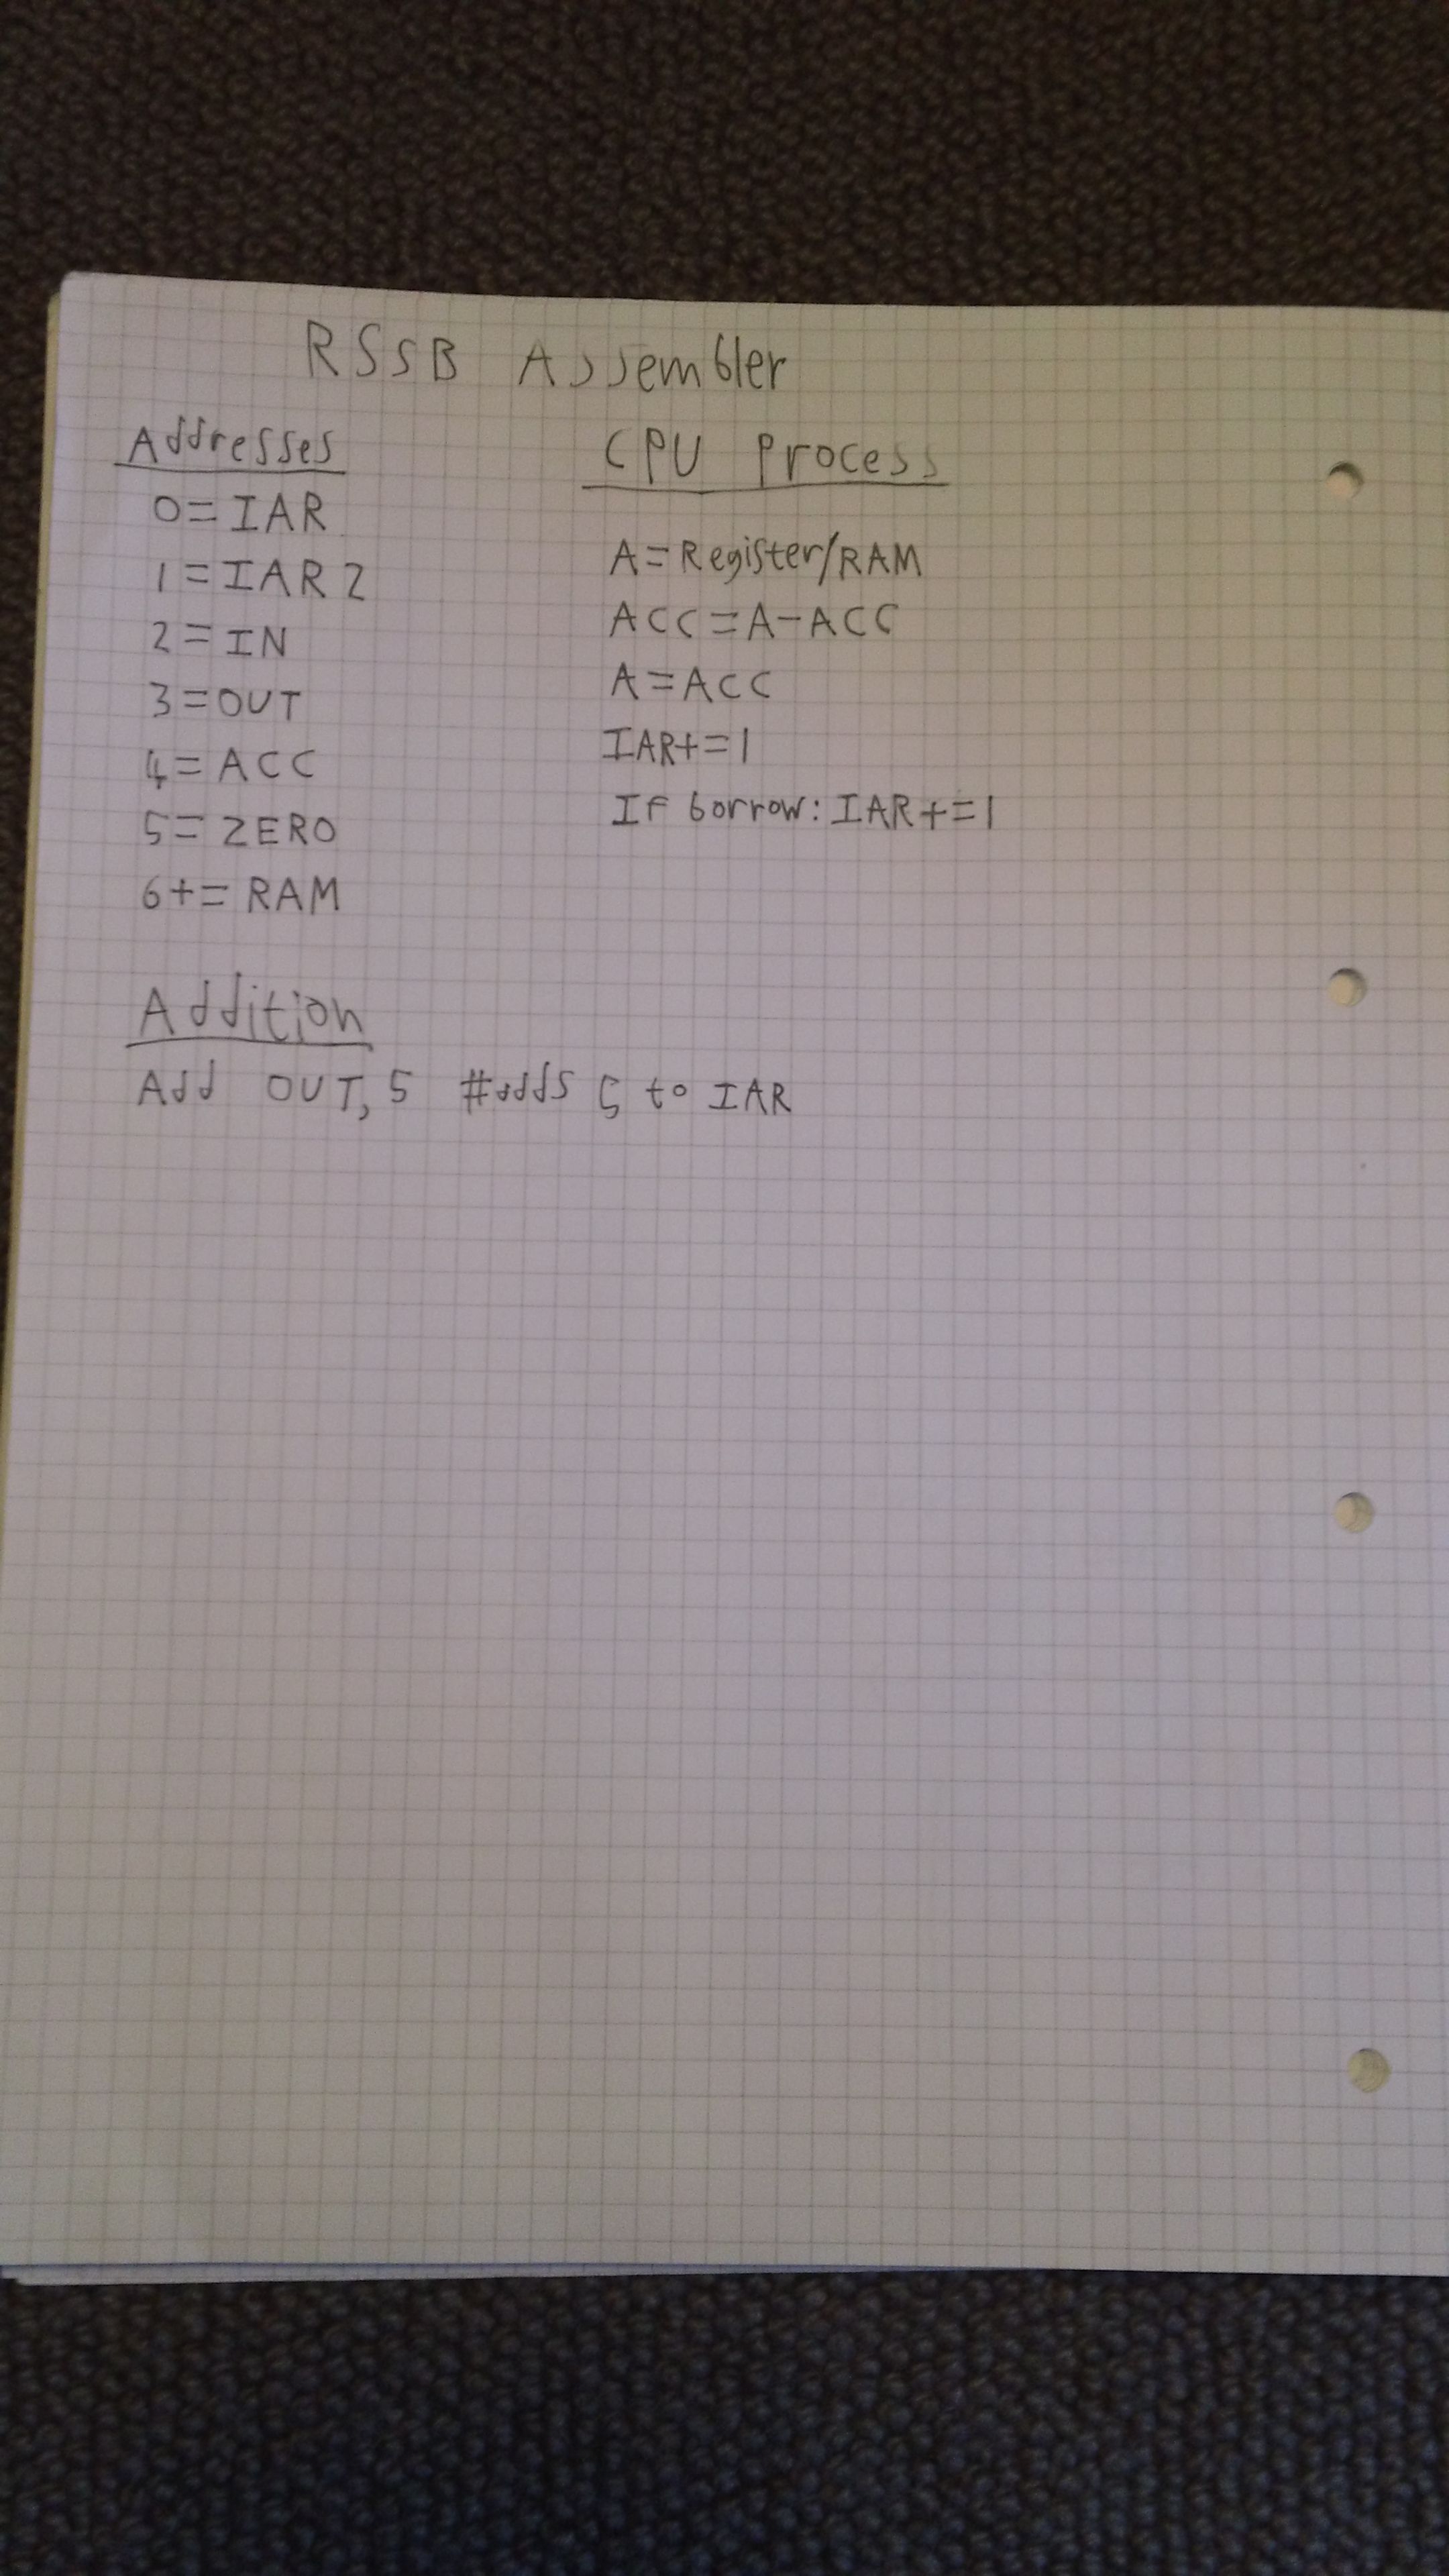 RSSB Assembler
Addresses
0=IAR
1=IAR2
2=IN
3=OUT
4=ACC
5=ZERO
6+=RAM
CPU Process
A=Register/RAM
ACC=A-ACC
A=ACC
IAR+=1
If borrow: IAR+=1
Addition
Add OUT, 5 #adds 5 to IAR